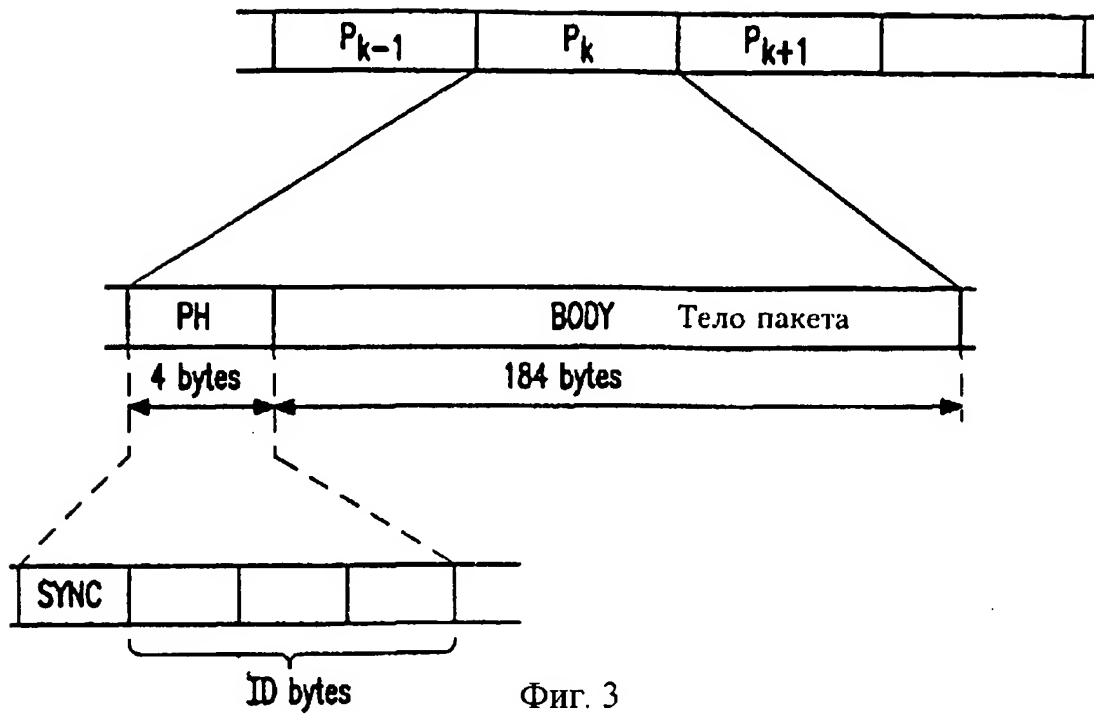 P_{k-1} P_k P_{k+1}
PH BODY Тело пакета
4 bytes 184 bytes
SYNC
ID bytes
Фиг. 3